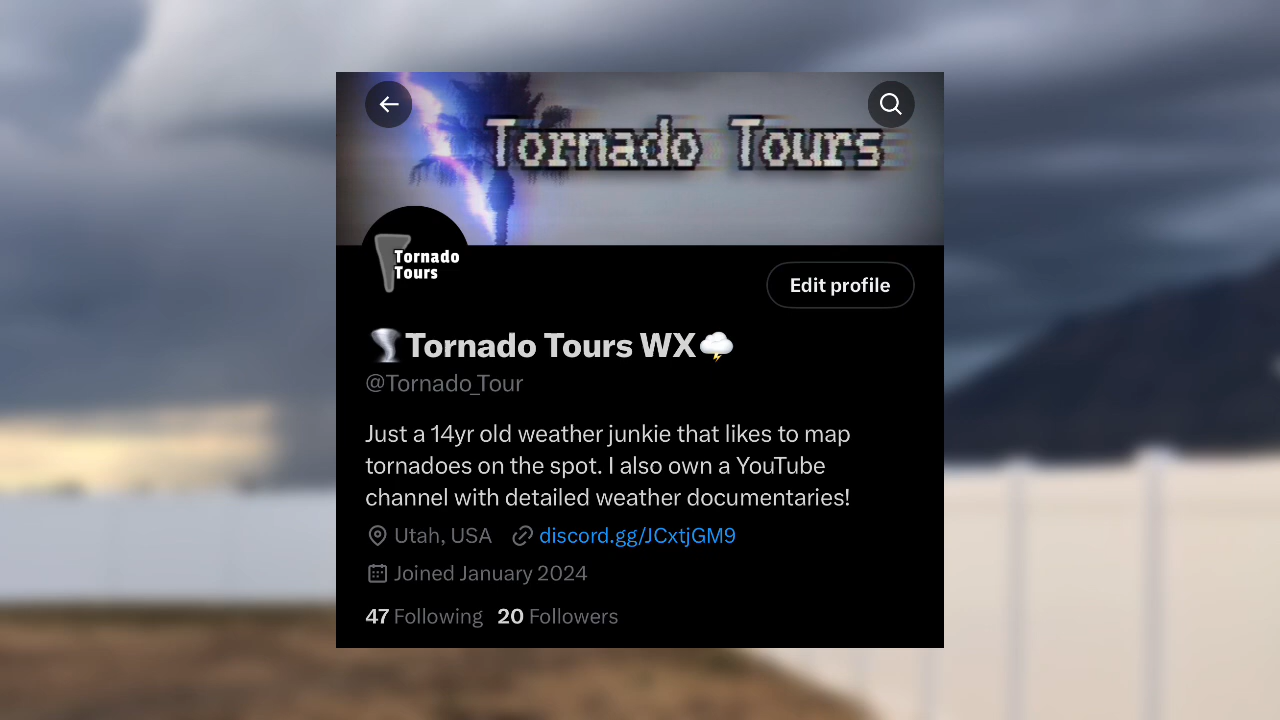 Tornado Tours
Tornado
Tours
Edit profile
🌪Tornado Tours WX🌩
@Tornado_Tour
Just a 14yr old weather junkie that likes to map
tornadoes on the spot. I also own a YouTube
channel with detailed weather documentaries!
Utah, USA discord.gg/JCxtjGM9
Joined January 2024
47 Following 20 Followers